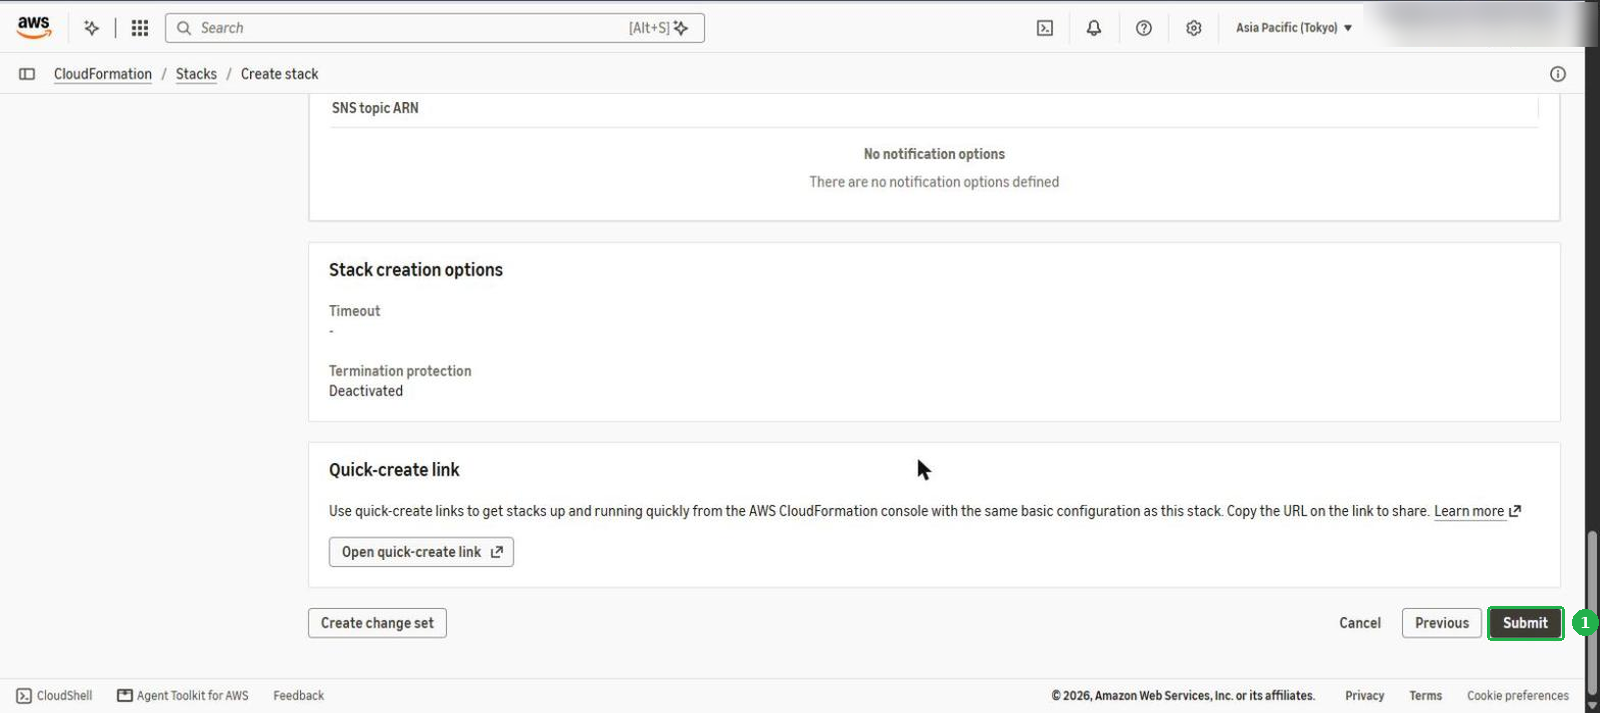 aws
Search
[Alt+S]
Asia Pacific (Tokyo)
CloudFormation / Stacks / Create stack
SNS topic ARN
No notification options
There are no notification options defined
Stack creation options
Timeout
-
Termination protection
Deactivated
Quick-create link
Use quick-create links to get stacks up and running quickly from the AWS CloudFormation console with the same basic configuration as this stack. Copy the URL on the link to share. Learn more
Open quick-create link
Create change set
Cancel
Previous
Submit
1
CloudShell
Agent Toolkit for AWS
Feedback
© 2026, Amazon Web Services, Inc. or its affiliates.
Privacy
Terms
Cookie preferences